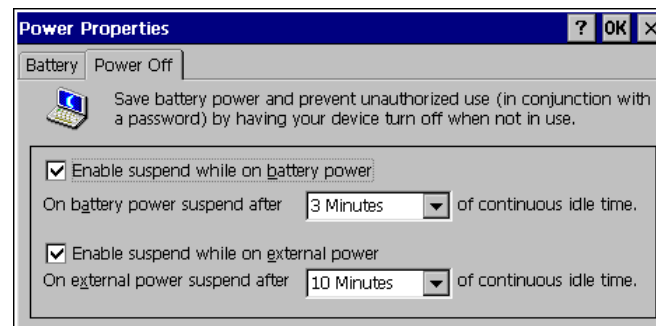 Power Properties ? OK ×
Battery Power Off
Save battery power and prevent unauthorized use (in conjunction with
a password) by having your device turn off when not in use.
Enable suspend while on battery power
On battery power suspend after 3 Minutes of continuous idle time.
Enable suspend while on external power
On external power suspend after 10 Minutes of continuous idle time.